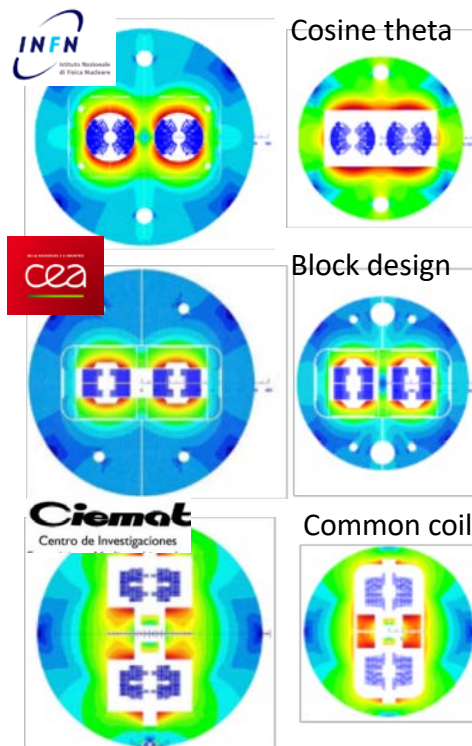 INFN
Cosine theta
Istituto Nazionale
di Fisica Nucleare
cea
Block design
Ciemat
Centro de Investigaciones
Common coil